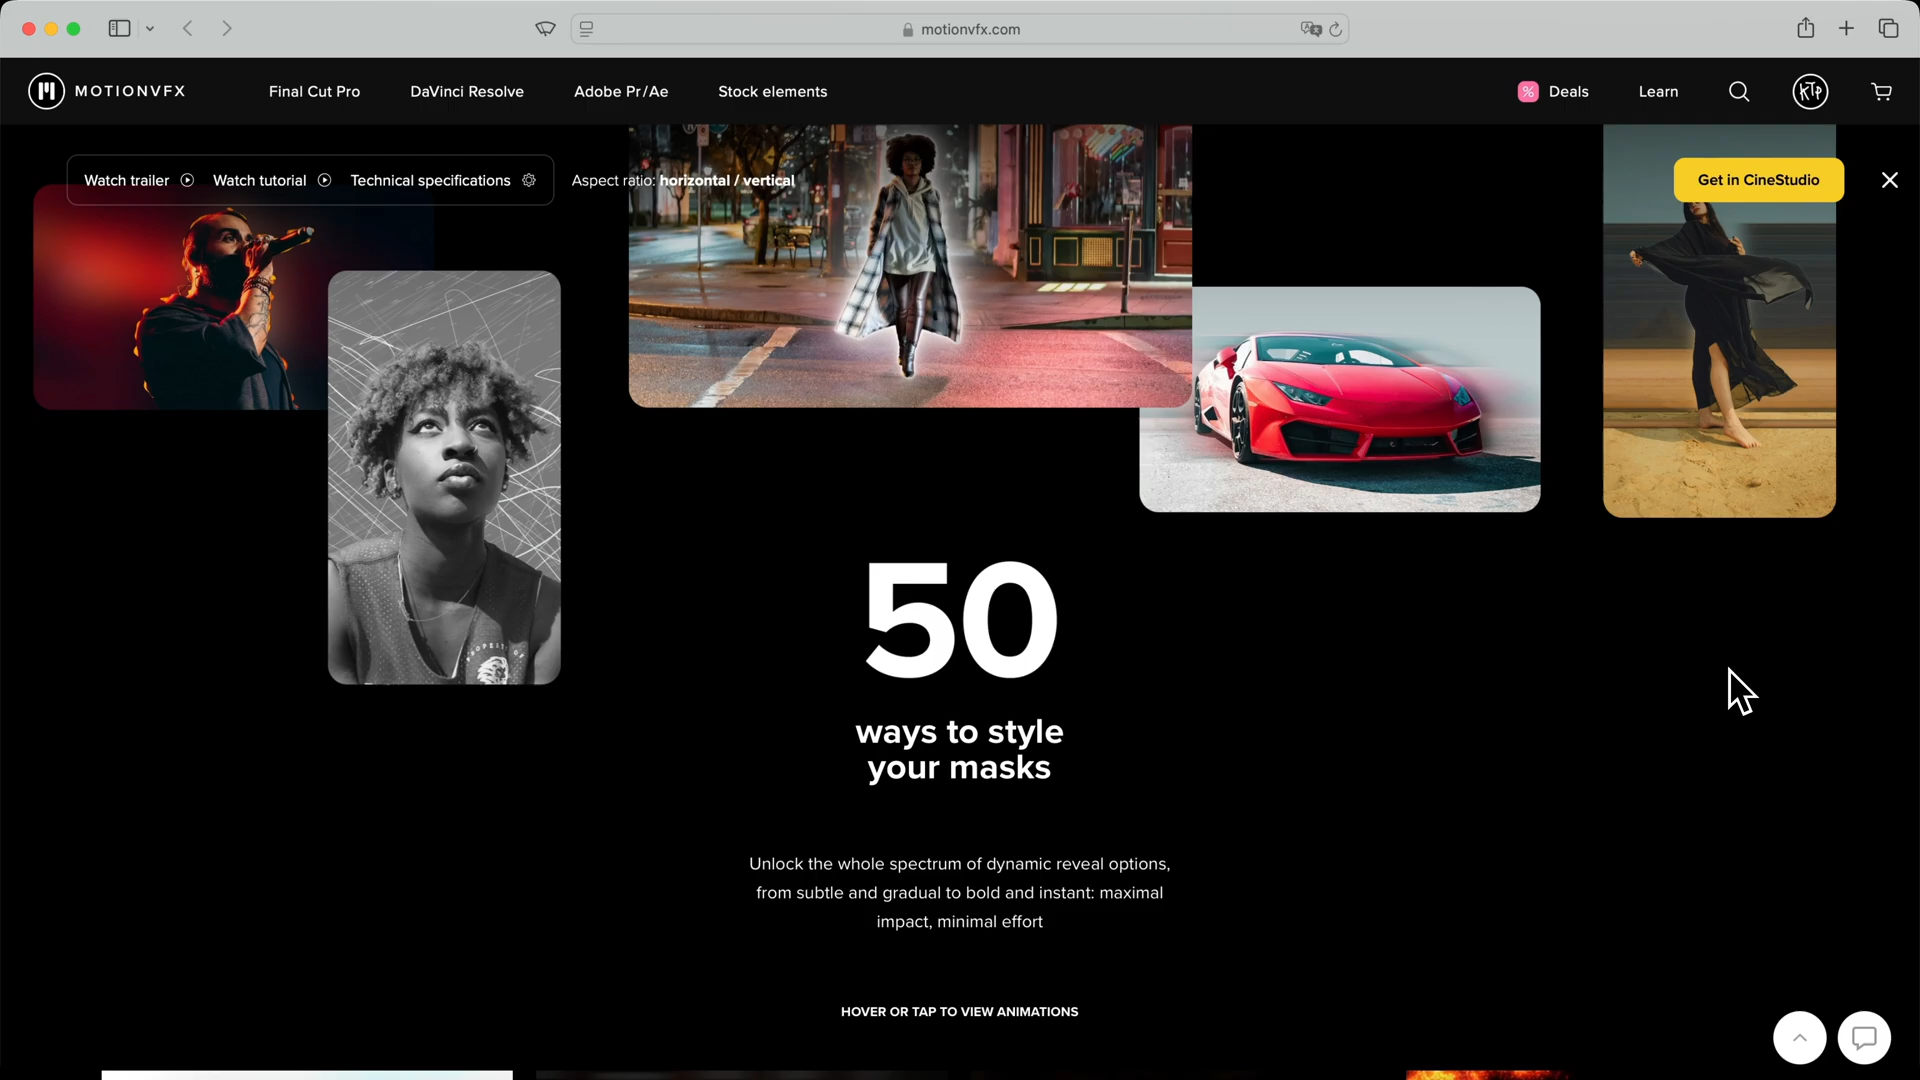 motionvfx.com
MOTIONVFX
Final Cut Pro
DaVinci Resolve
Adobe Pr/Ae
Stock elements
%
Deals
Learn
KTP
Watch trailer
Watch tutorial
Technical specifications
Aspect ratio: horizontal / vertical
Get in CineStudio
PROPERTY OF
50
ways to style
your masks
Unlock the whole spectrum of dynamic reveal options,
from subtle and gradual to bold and instant: maximal
impact, minimal effort
HOVER OR TAP TO VIEW ANIMATIONS